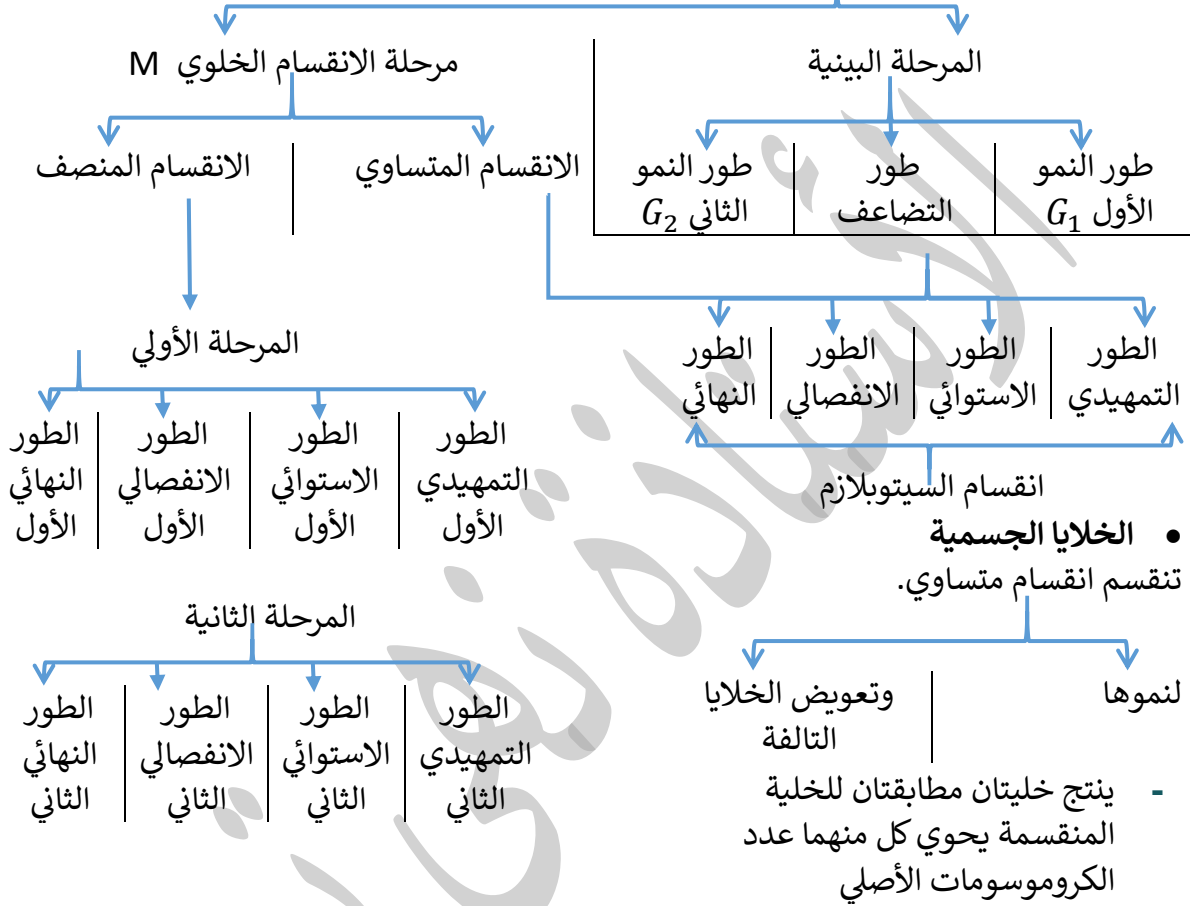 المرحلة البينية
مرحلة الانقسام الخلوي M
طور النمو
الأول G₁
طور
التضاعف
طور النمو
الثاني G₂
الانقسام المتساوي
الانقسام المنصف
الطور
التمهيدي
الطور
الاستوائي
الطور
الانفصالي
الطور
النهائي
انقسام السيتوبلازم
• الخلايا الجسمية
تنقسم انقسام متساوي.
لنموها
وتعويض الخلايا
التالفة
- ينتج خليتان مطابقتان للخلية
المنقسمة يحوي كل منهما عدد
الكروموسومات الأصلي
المرحلة الأولي
الطور
التمهيدي
الأول
الطور
الاستوائي
الأول
الطور
الانفصالي
الأول
الطور
النهائي
الأول
المرحلة الثانية
الطور
التمهيدي
الثاني
الطور
الاستوائي
الثاني
الطور
الانفصالي
الثاني
الطور
النهائي
الثاني